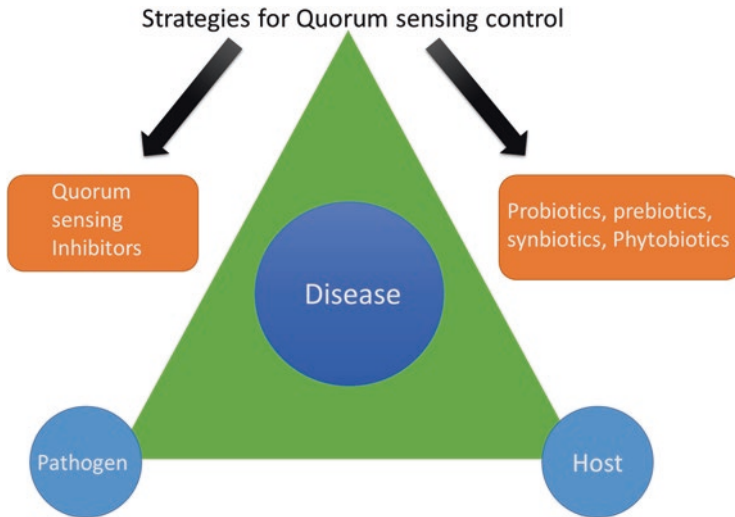 Strategies for Quorum sensing control
Quorum
sensing
Inhibitors
Probiotics, prebiotics,
synbiotics, Phytobiotics
Disease
Pathogen
Host